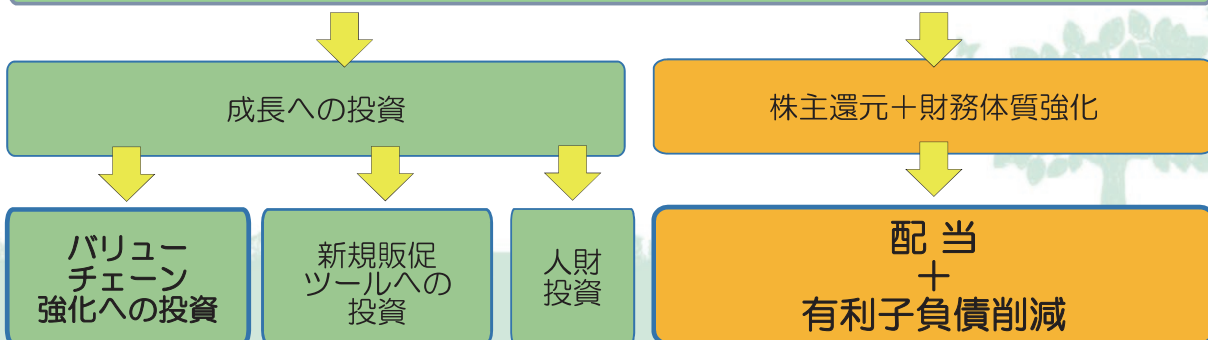 成長への投資
株主還元＋財務体質強化
バリュー
チェーン
強化への投資
新規販促
ツールへの
投資
人財
投資
配 当
＋
有利子負債削減